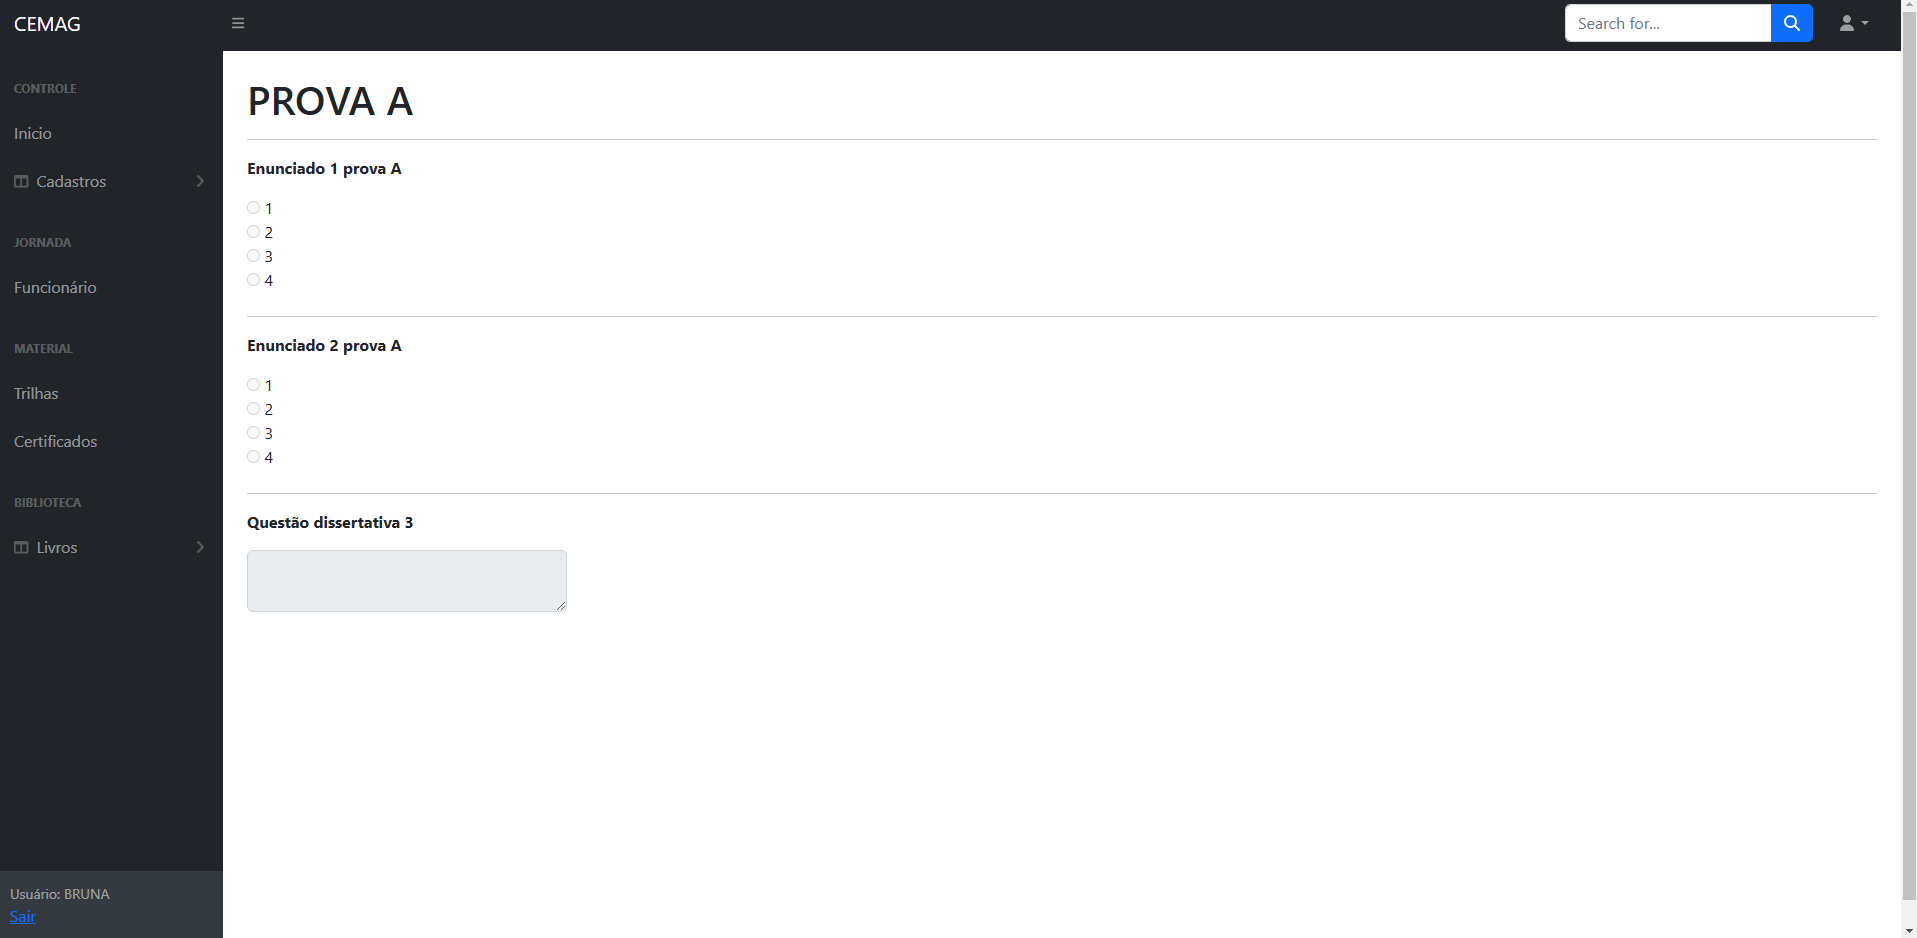 CEMAG
Search for...
CONTROLE
Inicio
Cadastros
JORNADA
Funcionário
MATERIAL
Trilhas
Certificados
BIBLIOTECA
Livros
Usuário: BRUNA
Sair
PROVA A
Enunciado 1 prova A
1
2
3
4
Enunciado 2 prova A
1
2
3
4
Questão dissertativa 3